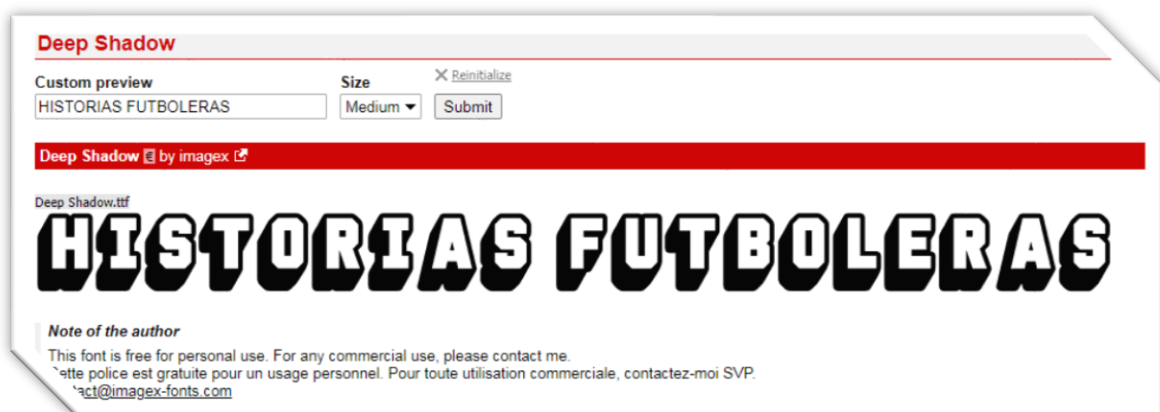 Deep Shadow
Custom preview Size Reinitialize
HISTORIAS FUTBOLERAS Medium Submit
Deep Shadow € by imagex
Deep Shadow.ttf
HISTORIAS FUTBOLERAS
Note of the author
This font is free for personal use. For any commercial use, please contact me.
police est gratuite pour un usage personnel. Pour toute utilisation commerciale, contactez-moi SVP.
act@imagex-fonts.com